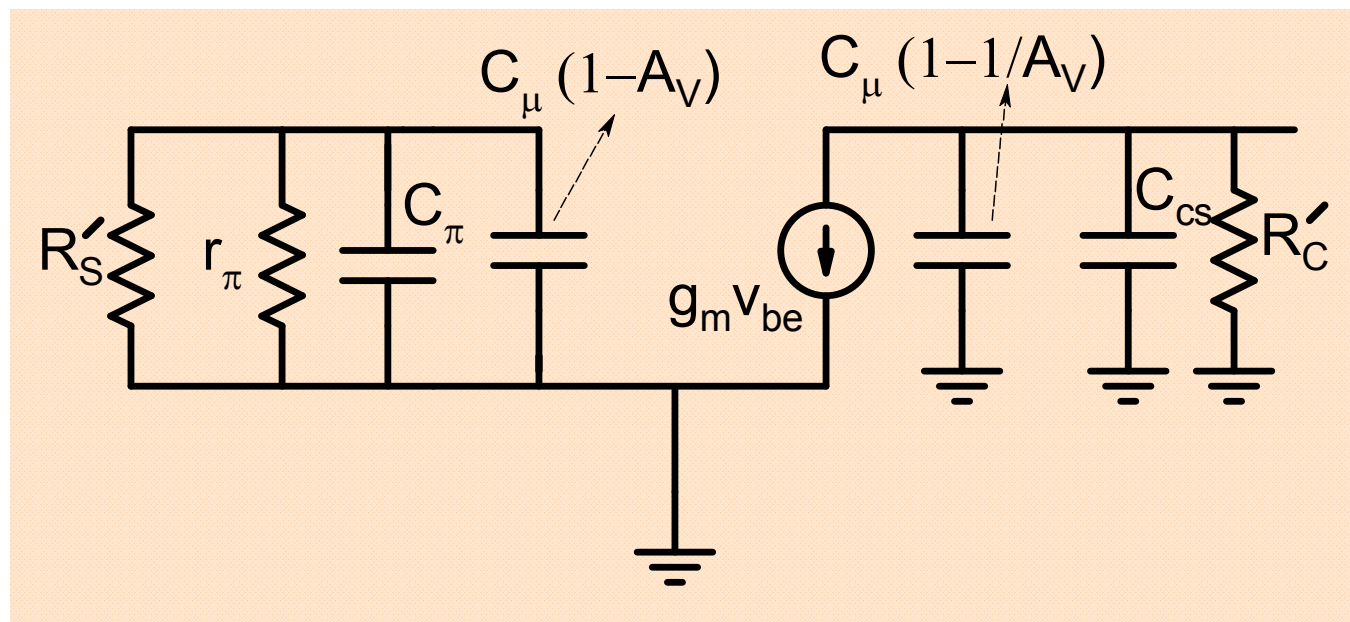 Cμ (1−AV)
Cμ (1−1/AV)
R′S
rπ
Cπ
gmvbe
Ccs
R′C